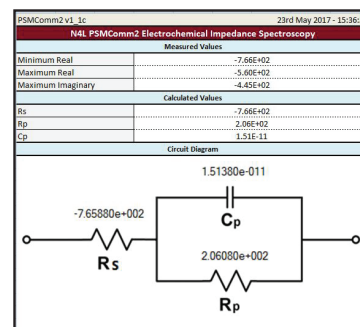 PSMComm2 v1_1c 23rd May 2017 - 15:36:
N4L PSMComm2 Electrochemical Impedance Spectroscopy
Measured Values
Minimum Real -7.66E+02
Maximum Real -5.60E+02
Maximum Imaginary -4.45E+02
Calculated Values
Rs -7.66E+02
Rp 2.06E+02
Cp 1.51E-11
Circuit Diagram
1.51380e-011
Cp
-7.65880e+002
Rs
2.06080e+002
Rp